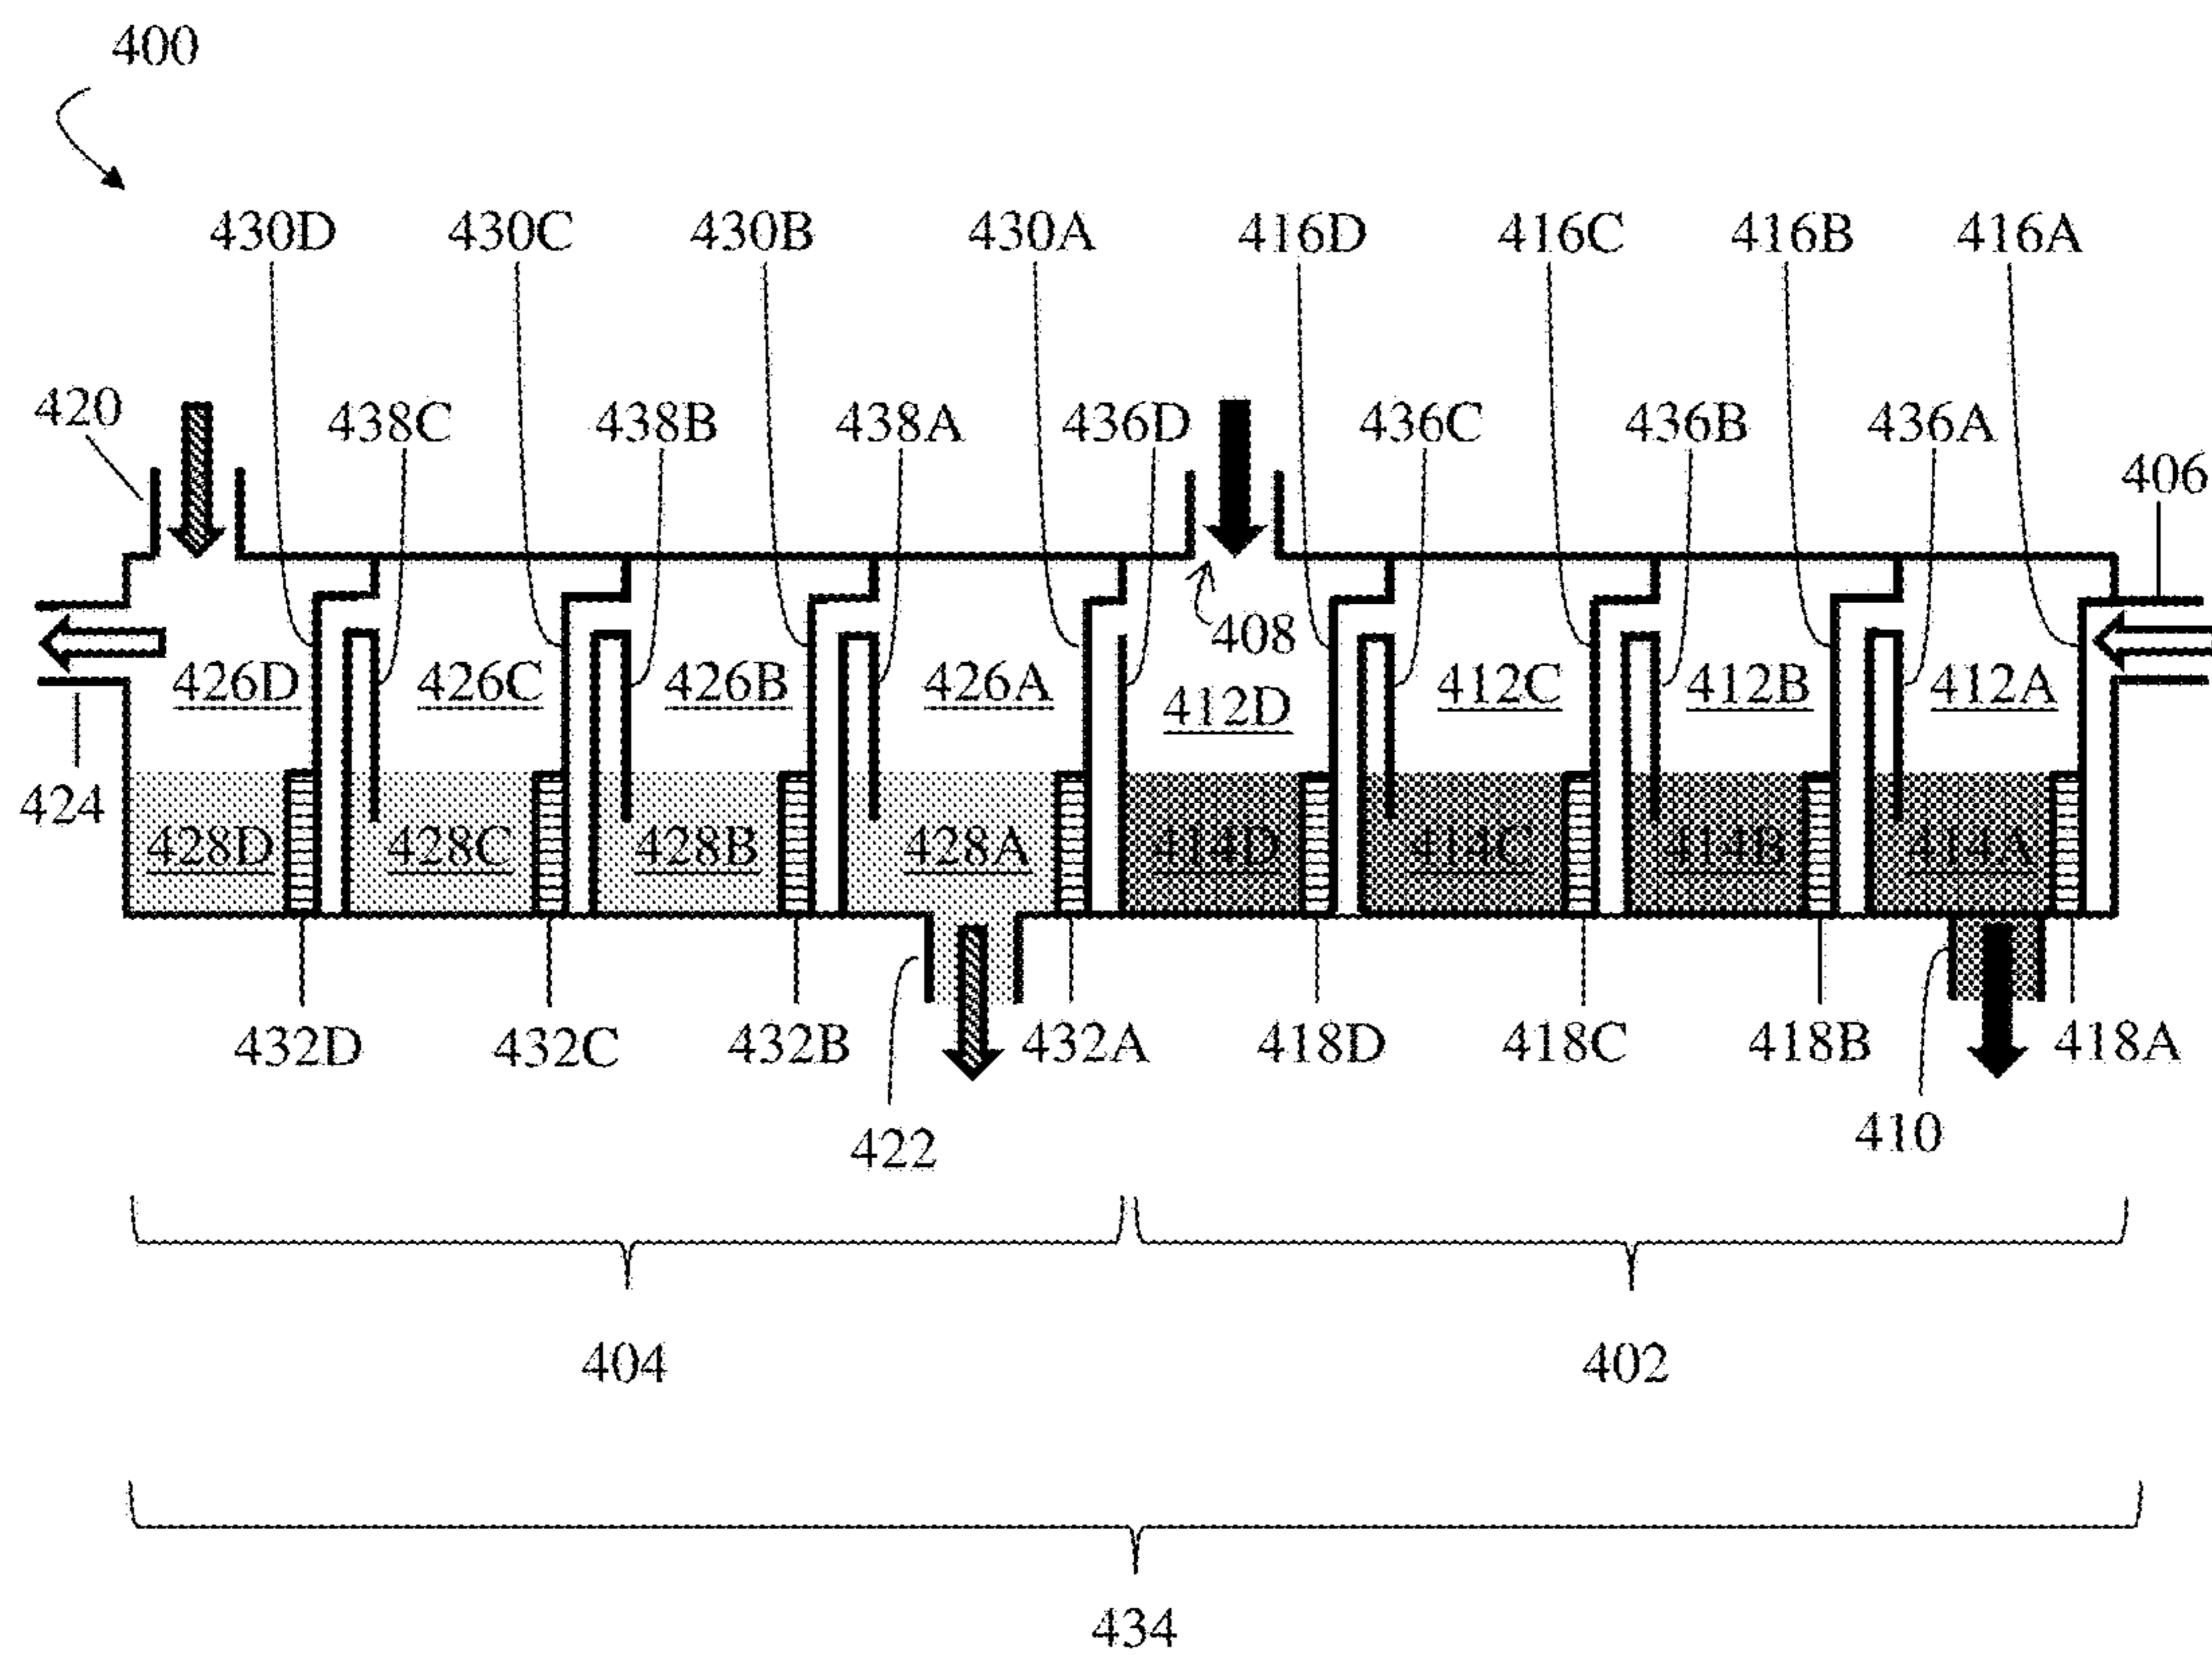 400
430D 430C 430B 430A 416D 416C 416B 416A
420 438C 438B 438A 436D 436C 436B 436A 406
408
426D 426C 426B 426A 412D 412C 412B 412A
424 428D 428C 428B 428A 414D 414C 414B 414A
432D 432C 432B 432A 418D 418C 418B 418A
422 410
404 402
434